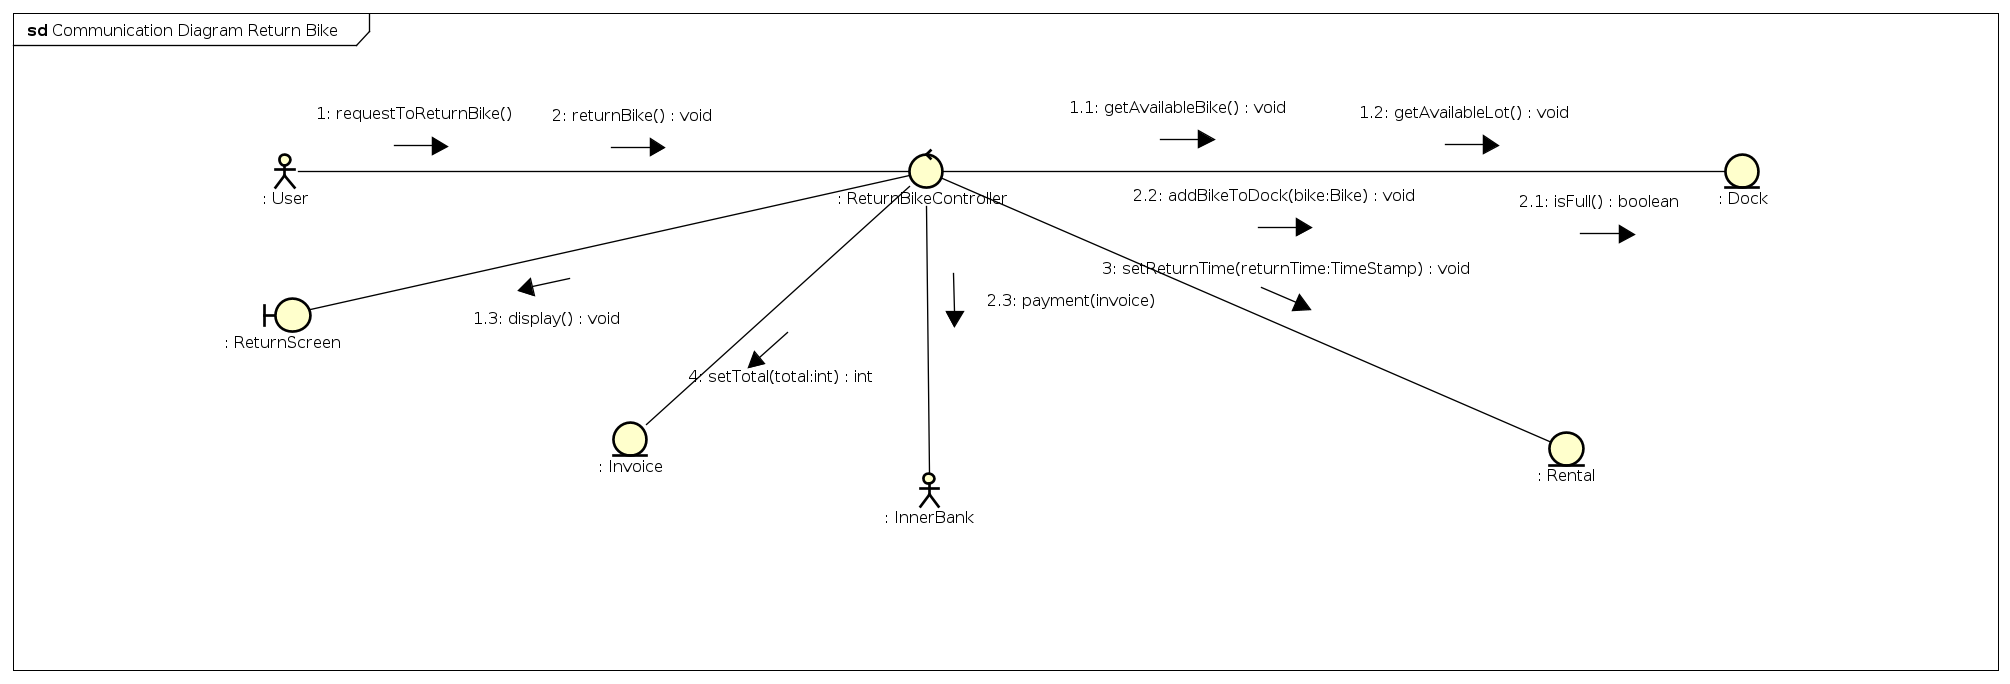 sd Communication Diagram Return Bike
1: requestToReturnBike()
2: returnBike() : void
1.1: getAvailableBike() : void
1.2: getAvailableLot() : void
: User
: ReturnBikeController
2.2: addBikeToDock(bike:Bike) : void
2.1: isFull() : boolean
: Dock
3: setReturnTime(returnTime:TimeStamp) : void
2.3: payment(invoice)
1.3: display() : void
: ReturnScreen
4: setTotal(total:int) : int
: Invoice
: InnerBank
: Rental